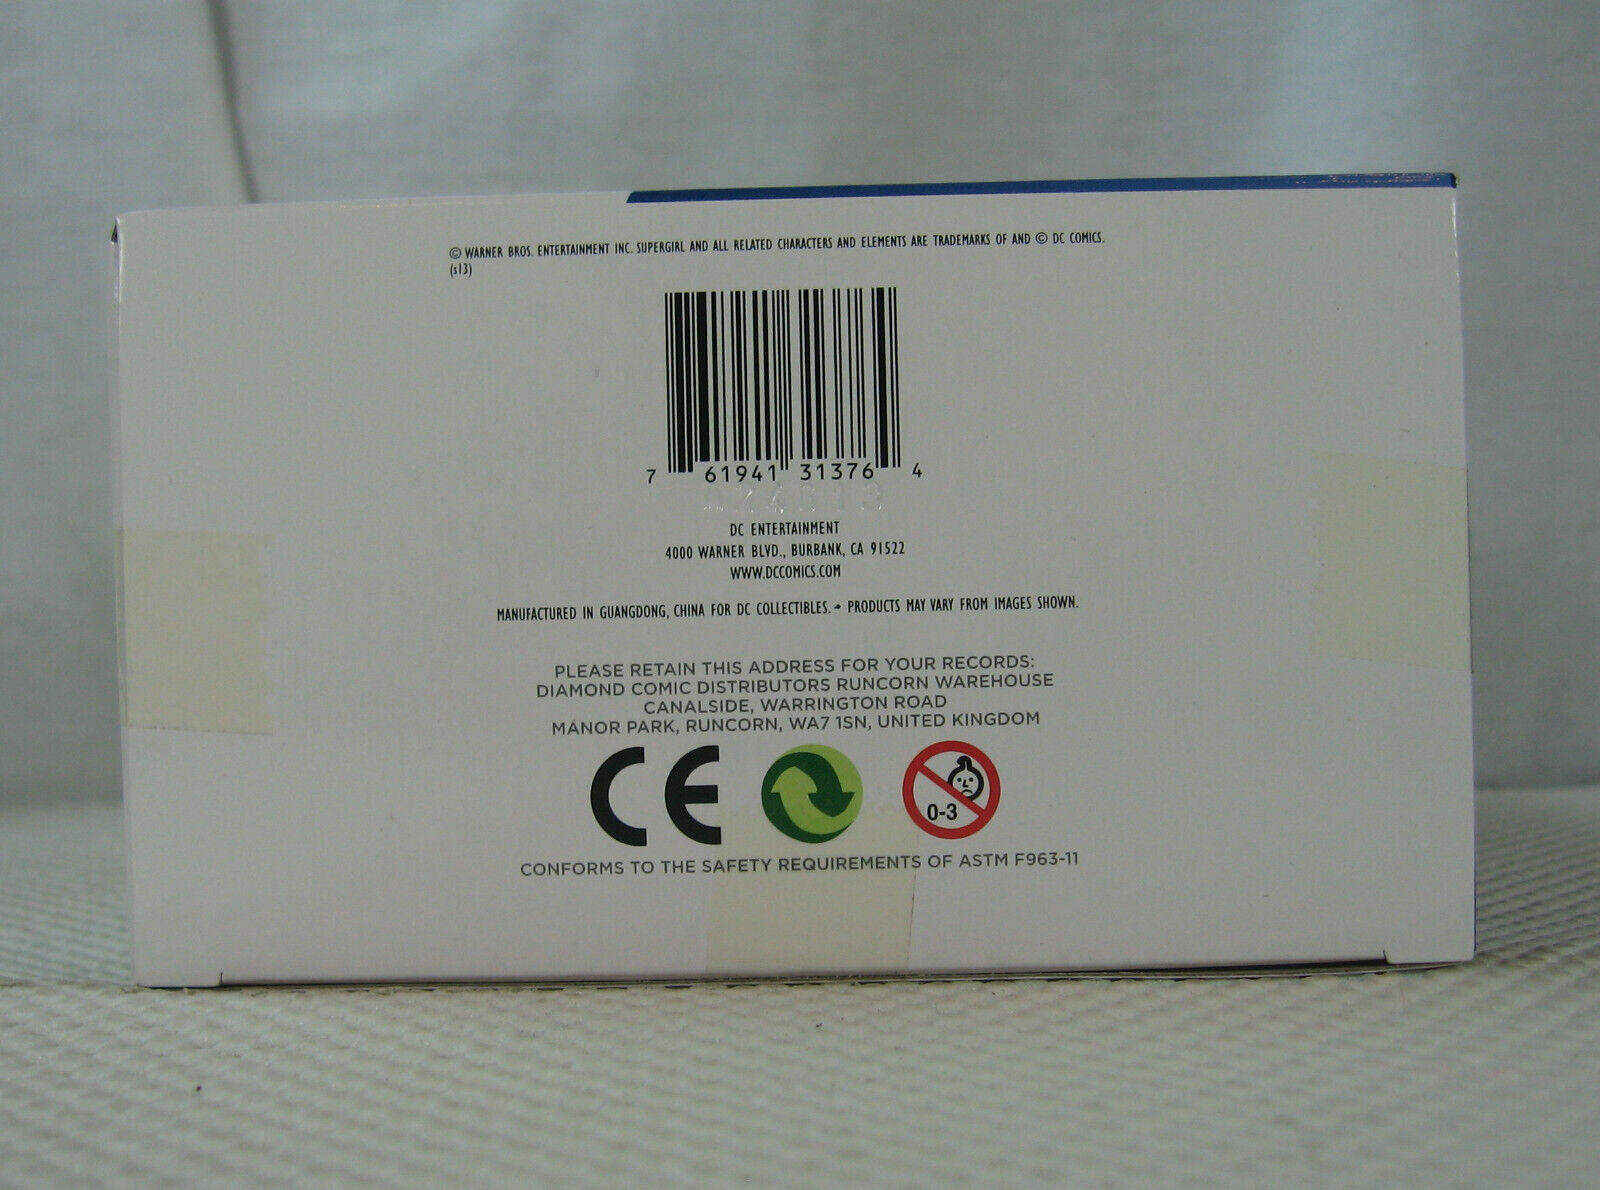 © WARNER BROS. ENTERTAINMENT INC. SUPERGIRL AND ALL RELATED CHARACTERS AND ELEMENTS ARE TRADEMARKS OF AND © DC COMICS.
(s13)
7 61941 31376 4
DC ENTERTAINMENT
4000 WARNER BLVD., BURBANK, CA 91522
WWW.DCCOMICS.COM
MANUFACTURED IN GUANGDONG, CHINA FOR DC COLLECTIBLES. • PRODUCTS MAY VARY FROM IMAGES SHOWN.
PLEASE RETAIN THIS ADDRESS FOR YOUR RECORDS:
DIAMOND COMIC DISTRIBUTORS RUNCORN WAREHOUSE
CANALSIDE, WARRINGTON ROAD
MANOR PARK, RUNCORN, WA7 1SN, UNITED KINGDOM
CE
0-3
CONFORMS TO THE SAFETY REQUIREMENTS OF ASTM F963-11